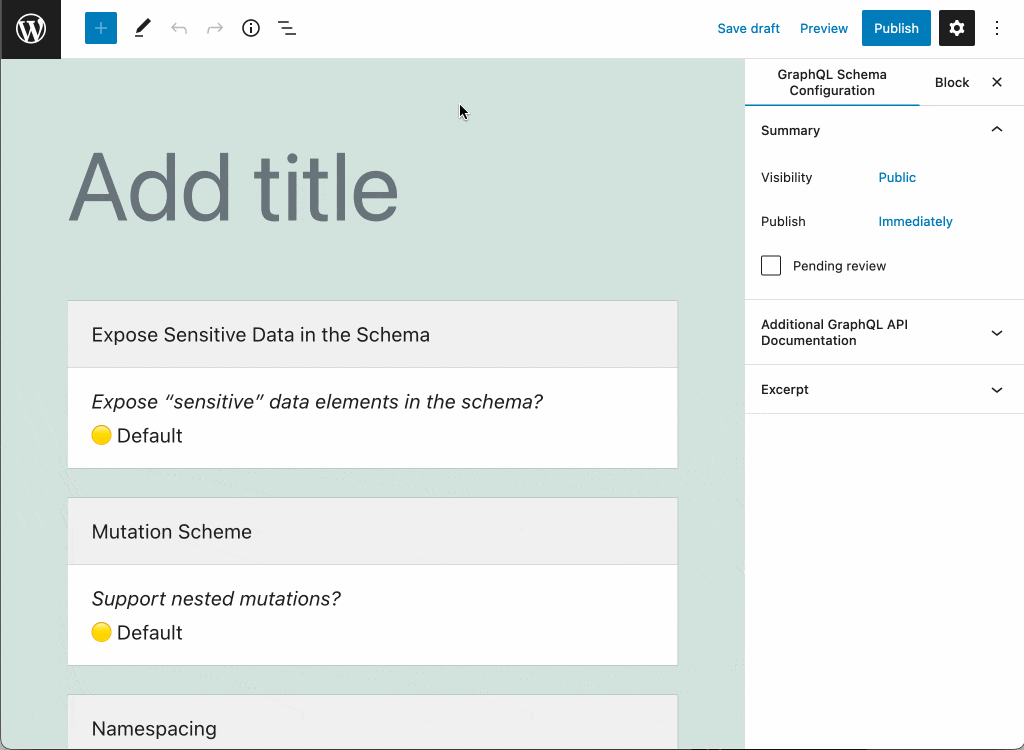 Save draft
Preview
Publish
GraphQL Schema
Configuration
Block
Summary
Visibility
Public
Publish
Immediately
Pending review
Additional GraphQL API
Documentation
Excerpt
Add title
Expose Sensitive Data in the Schema
Expose “sensitive” data elements in the schema?
Default
Mutation Scheme
Support nested mutations?
Default
Namespacing